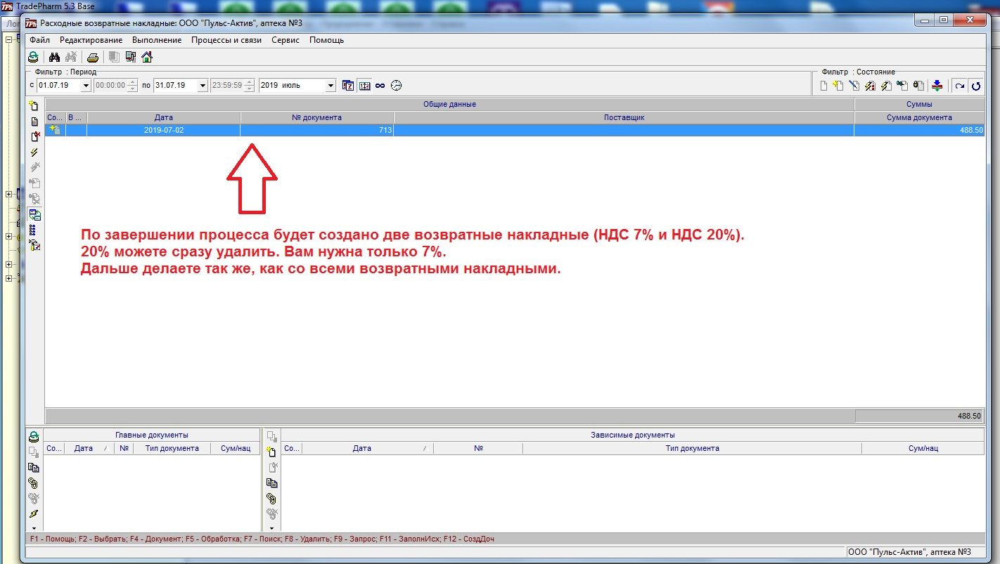 TradePharm 5.3 Base
Расходные возвратные накладные: ООО "Пульс-Актив", аптека №3
Файл Редактирование Выполнение Процессы и связи Сервис Помощь
Фильтр : Период
Фильтр : Состояние
с 01.07.19 00:00:00 по 31.07.19 23:59:59 2019 июль
Общие данные Суммы
Со... В ... Дата № документа Поставщик Сумма документа
2019-07-02 713 488.50
По завершении процесса будет создано две возвратные накладные (НДС 7% и НДС 20%).
20% можете сразу удалить. Вам нужна только 7%.
Дальше делаете так же, как со всеми возвратными накладными.
488.50
Главные документы Зависимые документы
Со... Дата № Тип документа Сум/нац Со... Дата № Тип документа Сум/нац
F1 - Помощь; F2 - Выбрать; F4 - Документ; F5 - Обработка; F7 - Поиск; F8 - Удалить; F9 - Запрос; F11 - ЗаполнИсх; F12 - СоздДоч
ООО "Пульс-Актив", аптека №3